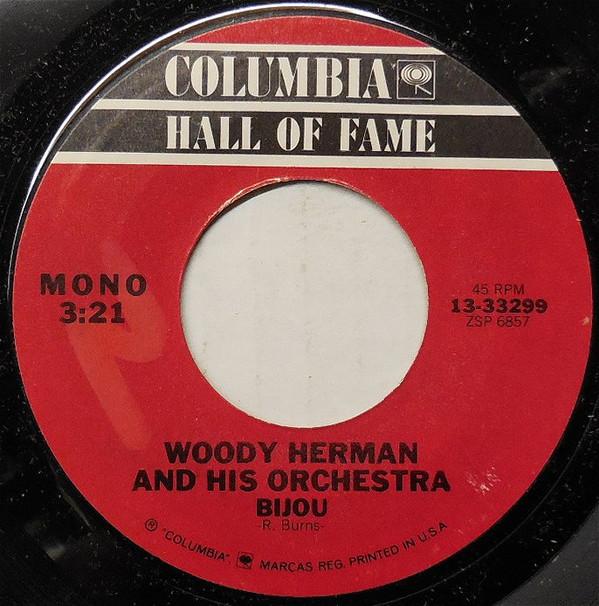 COLUMBIA
HALL OF FAME
MONO
3:21
45 RPM
13-33299
ZSP 6857
WOODY HERMAN
AND HIS ORCHESTRA
BIJOU
-R. Burns-
® "COLUMBIA", MARCAS REG. PRINTED IN U.S.A